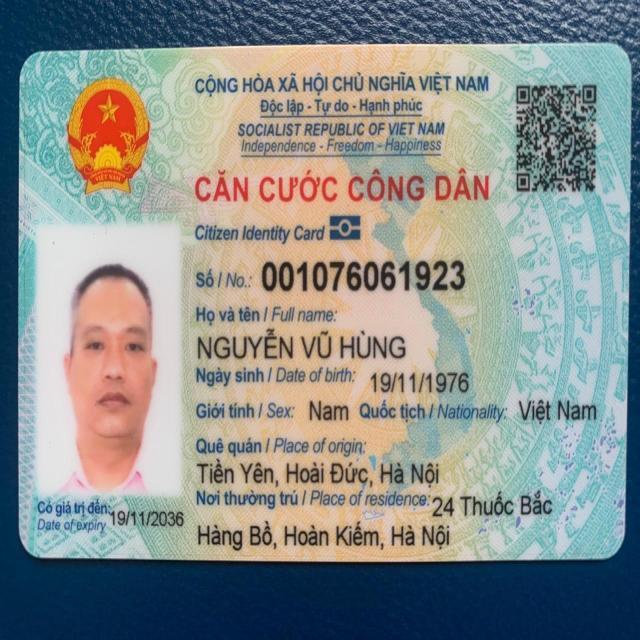 CỘNG HÒA XÃ HỘI CHỦ NGHĨA VIỆT NAM
Độc lập - Tự do - Hạnh phúc
SOCIALIST REPUBLIC OF VIET NAM
Independence - Freedom - Happiness
CĂN CƯỚC CÔNG DÂN
Citizen Identity Card
Số / No.: 001076061923
Họ và tên / Full name:
NGUYỄN VŨ HÙNG
Ngày sinh / Date of birth: 19/11/1976
Giới tính / Sex: Nam Quốc tịch / Nationality: Việt Nam
Quê quán / Place of origin:
Tiền Yên, Hoài Đức, Hà Nội
Nơi thường trú / Place of residence: 24 Thuốc Bắc
Hàng Bồ, Hoàn Kiếm, Hà Nội
Có giá trị đến: 19/11/2036
Date of expiry
VIỆT NAM